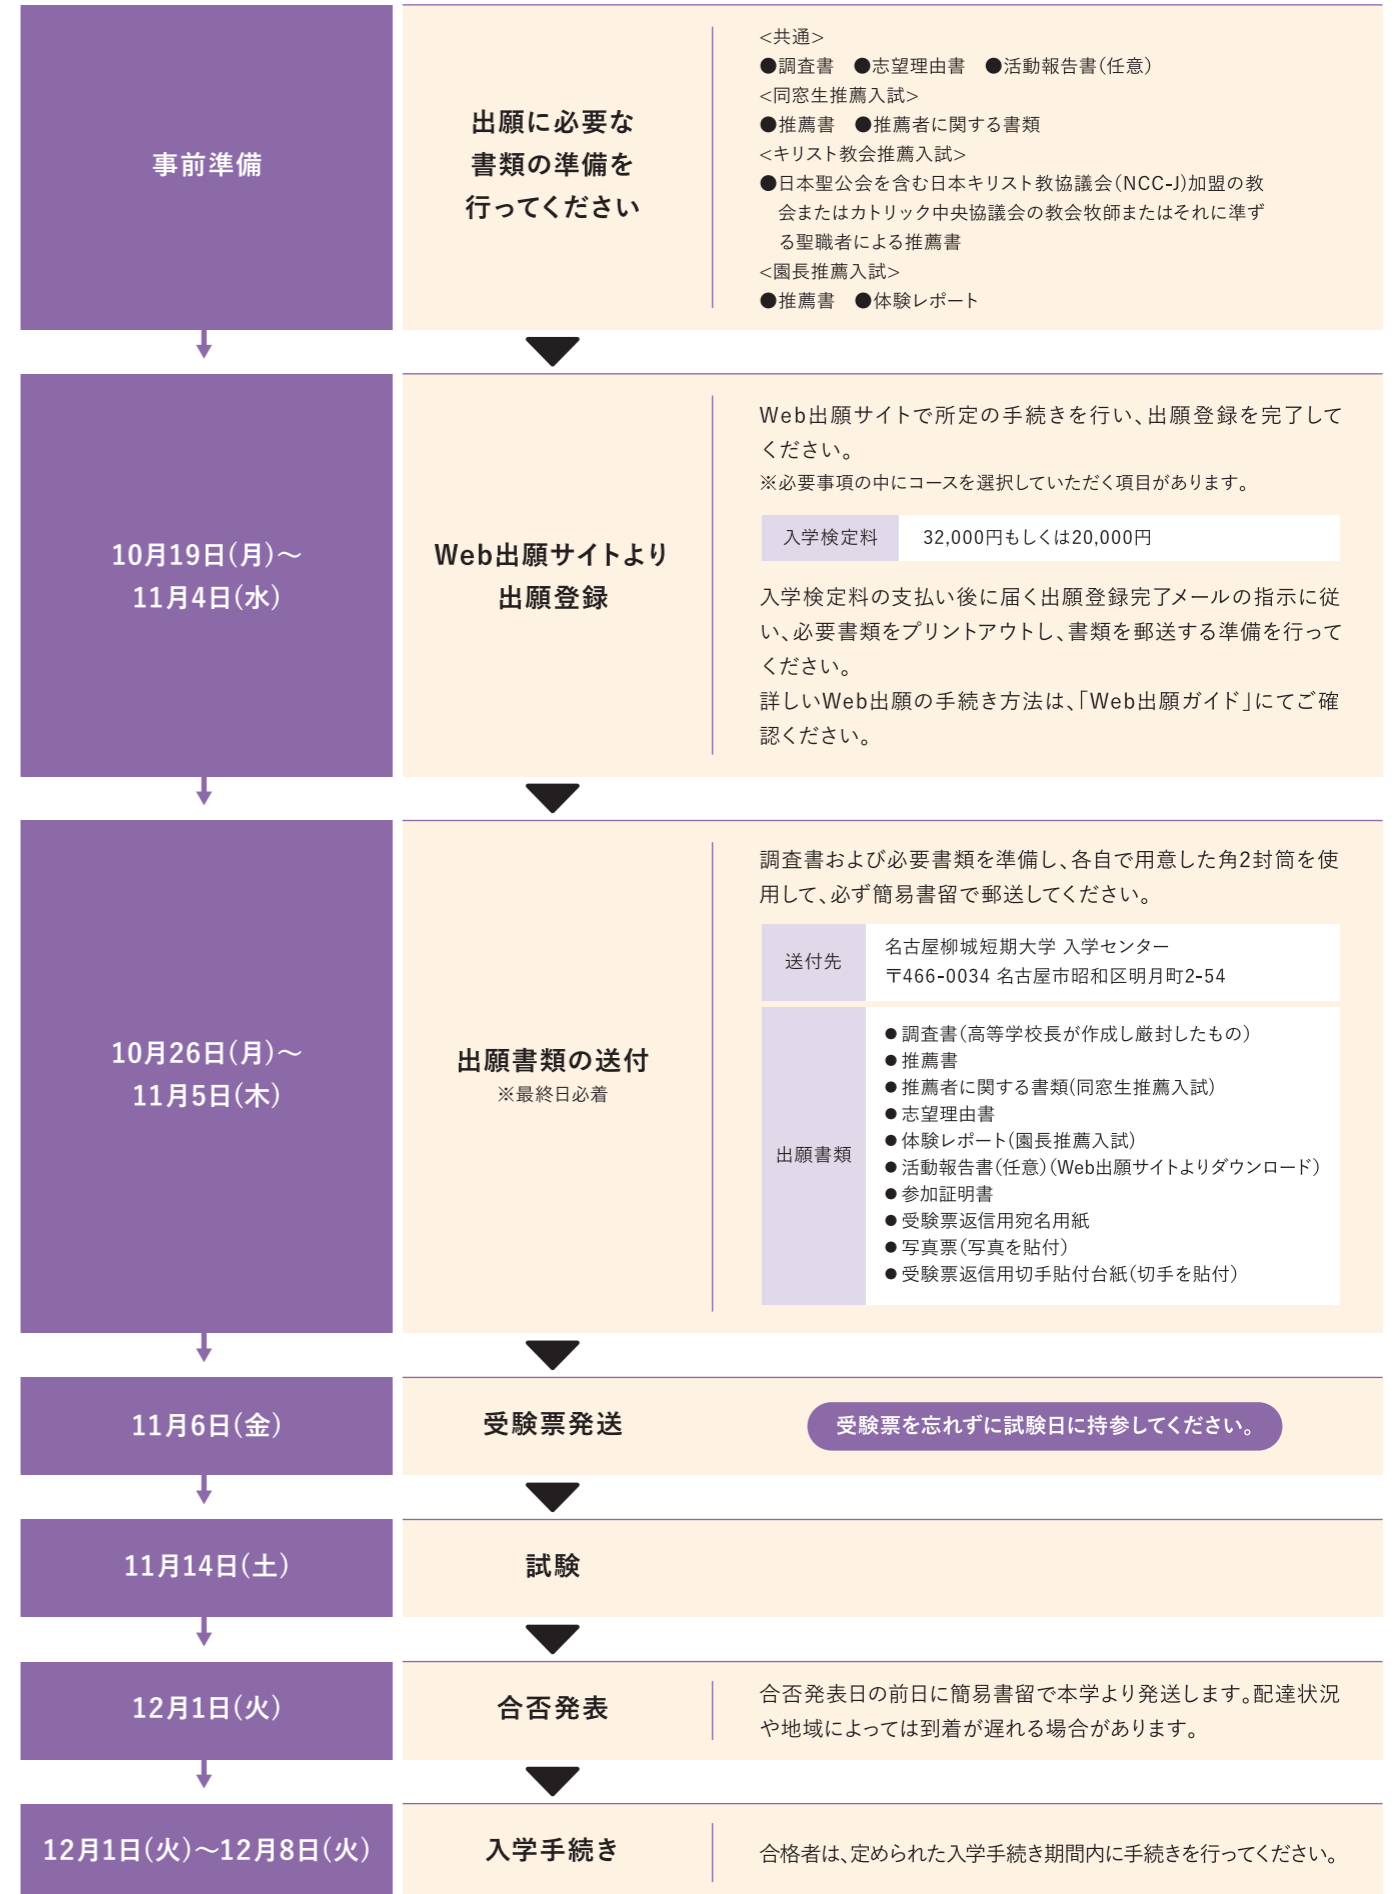 事前準備
出願に必要な
書類の準備を
行ってください
<共通>
●調査書　●志望理由書　●活動報告書(任意)
<同窓生推薦入試>
●推薦書　●推薦者に関する書類
<キリスト教会推薦入試>
●日本聖公会を含む日本キリスト教協議会(NCC-J)加盟の教
会またはカトリック中央協議会の教会牧師またはそれに準ず
る聖職者による推薦書
<園長推薦入試>
●推薦書　●体験レポート
10月19日(月)～
11月4日(水)
Web出願サイトより
出願登録
Web出願サイトで所定の手続きを行い、出願登録を完了して
ください。
※必要事項の中にコースを選択していただく項目があります。
入学検定料　32,000円もしくは20,000円
入学検定料の支払い後に届く出願登録完了メールの指示に従
い、必要書類をプリントアウトし、書類を郵送する準備を行って
ください。
詳しいWeb出願の手続き方法は、「Web出願ガイド」にてご確
認ください。
10月26日(月)～
11月5日(木)
出願書類の送付
※最終日必着
調査書および必要書類を準備し、各自で用意した角2封筒を使
用して、必ず簡易書留で郵送してください。
送付先
名古屋柳城短期大学 入学センター
〒466-0034 名古屋市昭和区明月町2-54
出願書類
●調査書(高等学校長が作成し厳封したもの)
●推薦書
●推薦者に関する書類(同窓生推薦入試)
●志望理由書
●体験レポート(園長推薦入試)
●活動報告書(任意)(Web出願サイトよりダウンロード)
●参加証明書
●受験票返信用宛名用紙
●写真票(写真を貼付)
●受験票返信用切手貼付台紙(切手を貼付)
11月6日(金)
受験票発送
受験票を忘れずに試験日に持参してください。
11月14日(土)
試験
12月1日(火)
合否発表
合否発表日の前日に簡易書留で本学より発送します。配達状況
や地域によっては到着が遅れる場合があります。
12月1日(火)～12月8日(火)
入学手続き
合格者は、定められた入学手続き期間内に手続きを行ってください。